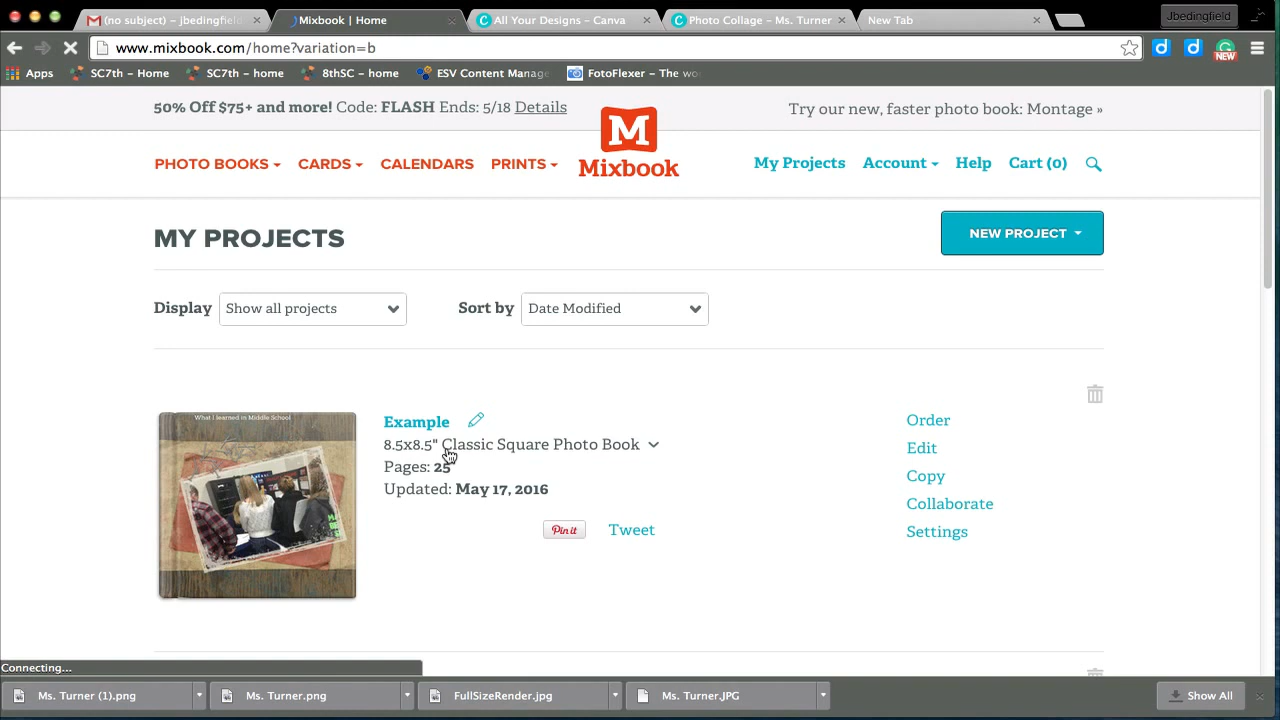 (no subject) – jbedingfield
Mixbook | Home
All Your Designs – Canva
Photo Collage – Ms. Turner
New Tab
Jbedingfield
www.mixbook.com/home?variation=b
NEW
Apps
SC7th – Home
SC7th – home
8thSC – home
ESV Content Manage
FotoFlexer – The wo
50% Off $75+ and more! Code: FLASH Ends: 5/18 Details
Try our new, faster photo book: Montage »
M
PHOTO BOOKS
CARDS
CALENDARS
PRINTS
Mixbook
My Projects
Account
Help
Cart (0)
MY PROJECTS
NEW PROJECT
Display
Show all projects
Sort by
Date Modified
What I learned in Middle School
Example
8.5x8.5" Classic Square Photo Book
Pages: 25
Updated: May 17, 2016
Pin it
Tweet
Order
Edit
Copy
Collaborate
Settings
Connecting...
Ms. Turner (1).png
Ms. Turner.png
FullSizeRender.jpg
Ms. Turner.JPG
Show All